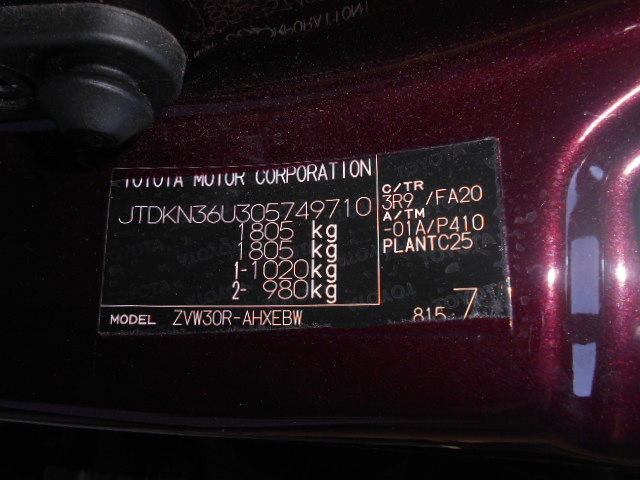 TOYOTA MOTOR CORPORATION
JTDKN36U305749710
1805 kg
1805 kg
1-1020kg
2- 980kg
C/TR
3R9 /FA20
A/TM
-01A/P410
PLANTC25
MODEL ZVW30R-AHXEBW
815 7